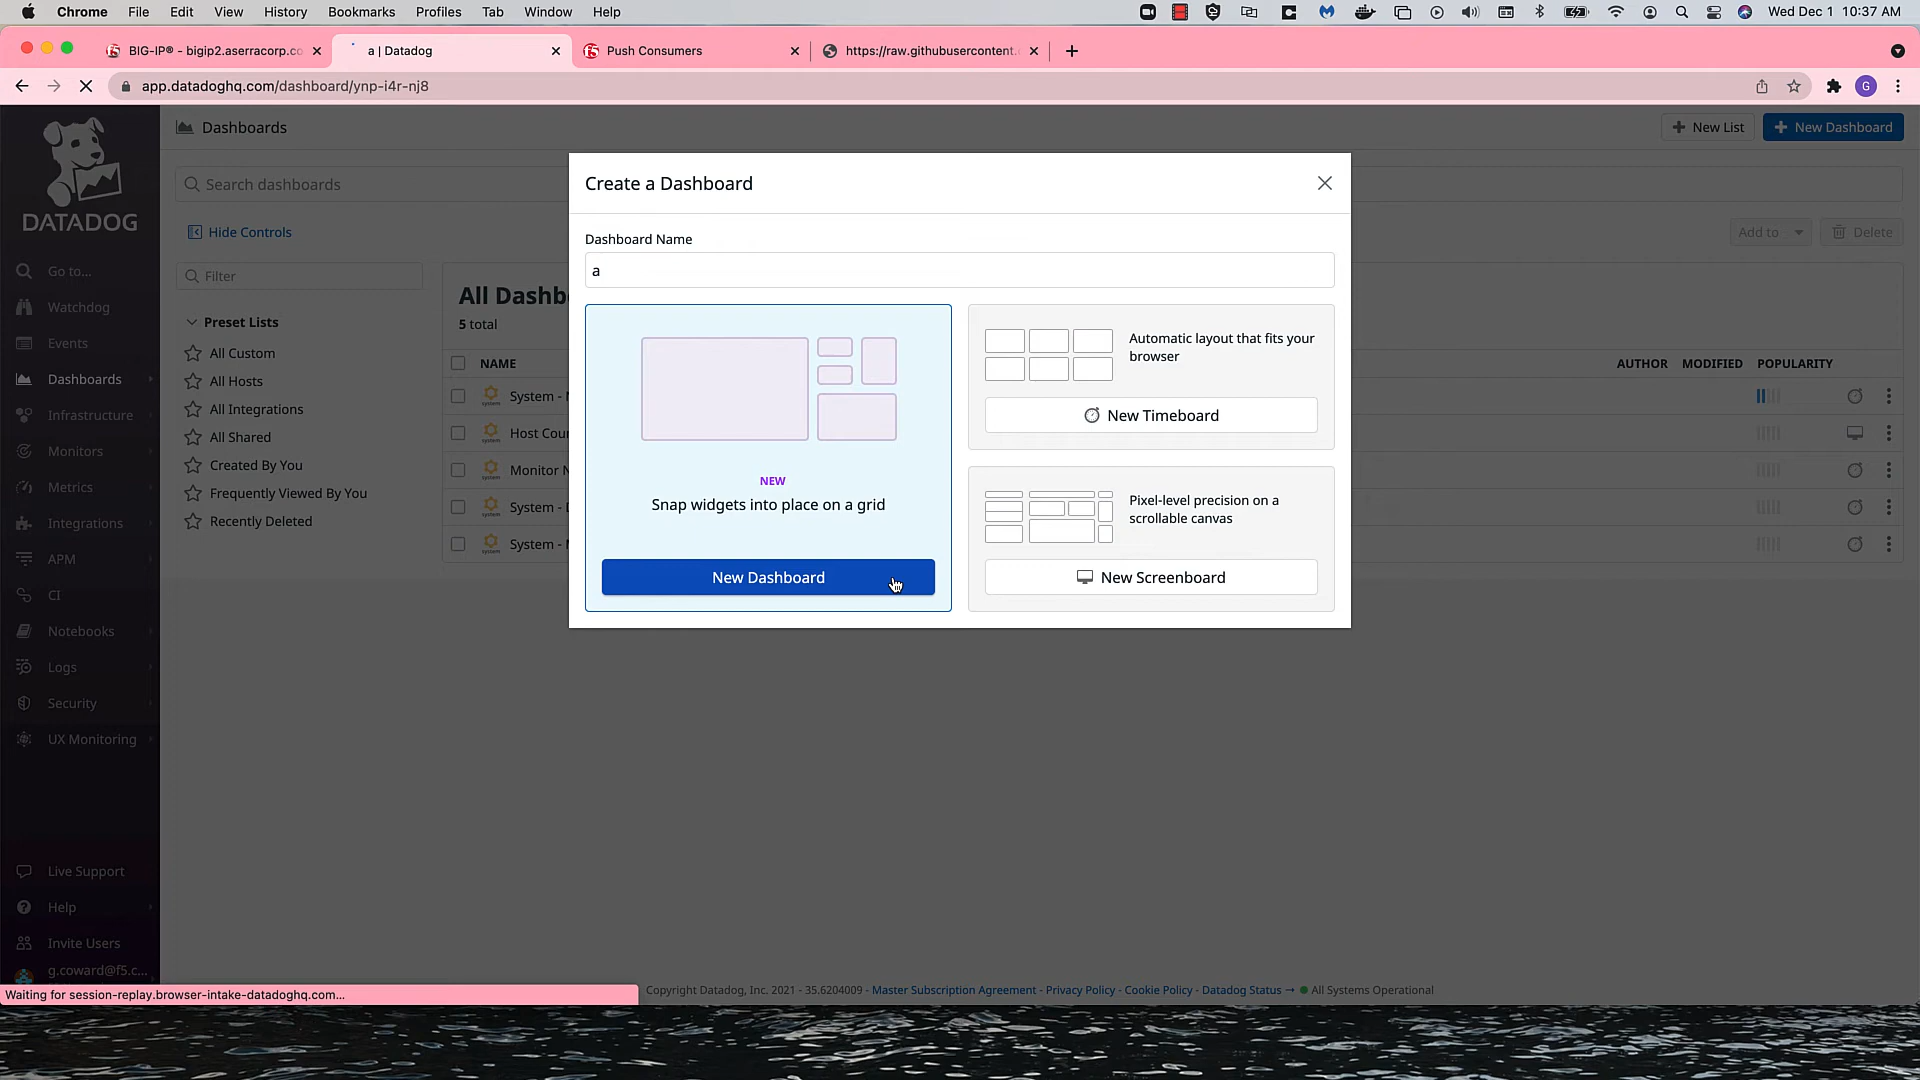 Chrome File Edit View History Bookmarks Profiles Tab Window Help Wed Dec 1 10:37 AM
BIG-IP® - bigip2.aserracorp.co a | Datadog Push Consumers https://raw.githubusercontent.
app.datadoghq.com/dashboard/ynp-i4r-nj8 G
DATADOG
Go to...
Watchdog
Events
Dashboards
Infrastructure
Monitors
Metrics
Integrations
APM
CI
Notebooks
Logs
Security
UX Monitoring
Live Support
Help
Invite Users
g.coward@f5.c...
Dashboards
New List
New Dashboard
Search dashboards
Hide Controls
Add to
Delete
Filter
Preset Lists
All Custom
All Hosts
All Integrations
All Shared
Created By You
Frequently Viewed By You
Recently Deleted
All Dashb
5 total
NAME AUTHOR MODIFIED POPULARITY
System -
Host Cou
Monitor N
System -
System -
Create a Dashboard
Dashboard Name
a
NEW
Snap widgets into place on a grid
New Dashboard
Automatic layout that fits your
browser
New Timeboard
Pixel-level precision on a
scrollable canvas
New Screenboard
Waiting for session-replay.browser-intake-datadoghq.com...
Copyright Datadog, Inc. 2021 - 35.6204009 - Master Subscription Agreement - Privacy Policy - Cookie Policy - Datadog Status → All Systems Operational